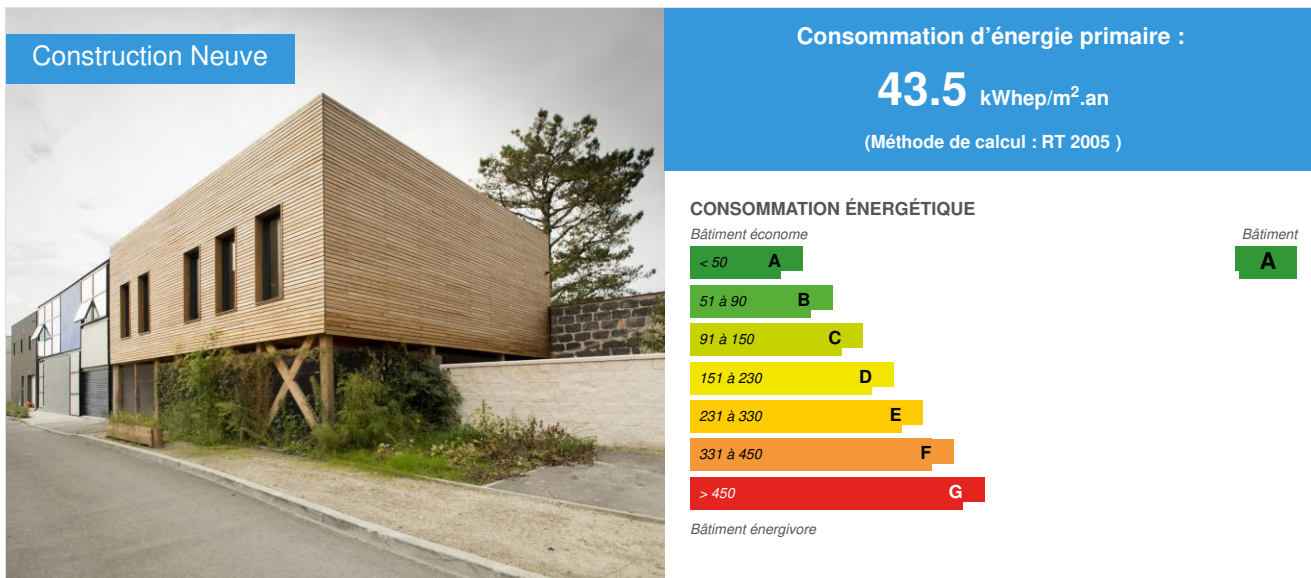 Construction Neuve
Consommation d'énergie primaire :
43.5 kWhep/m².an
(Méthode de calcul : RT 2005 )
CONSOMMATION ÉNERGÉTIQUE
Bâtiment économe
Bâtiment
< 50 A
A
51 à 90 B
91 à 150 C
151 à 230 D
231 à 330 E
331 à 450 F
> 450 G
Bâtiment énergivore